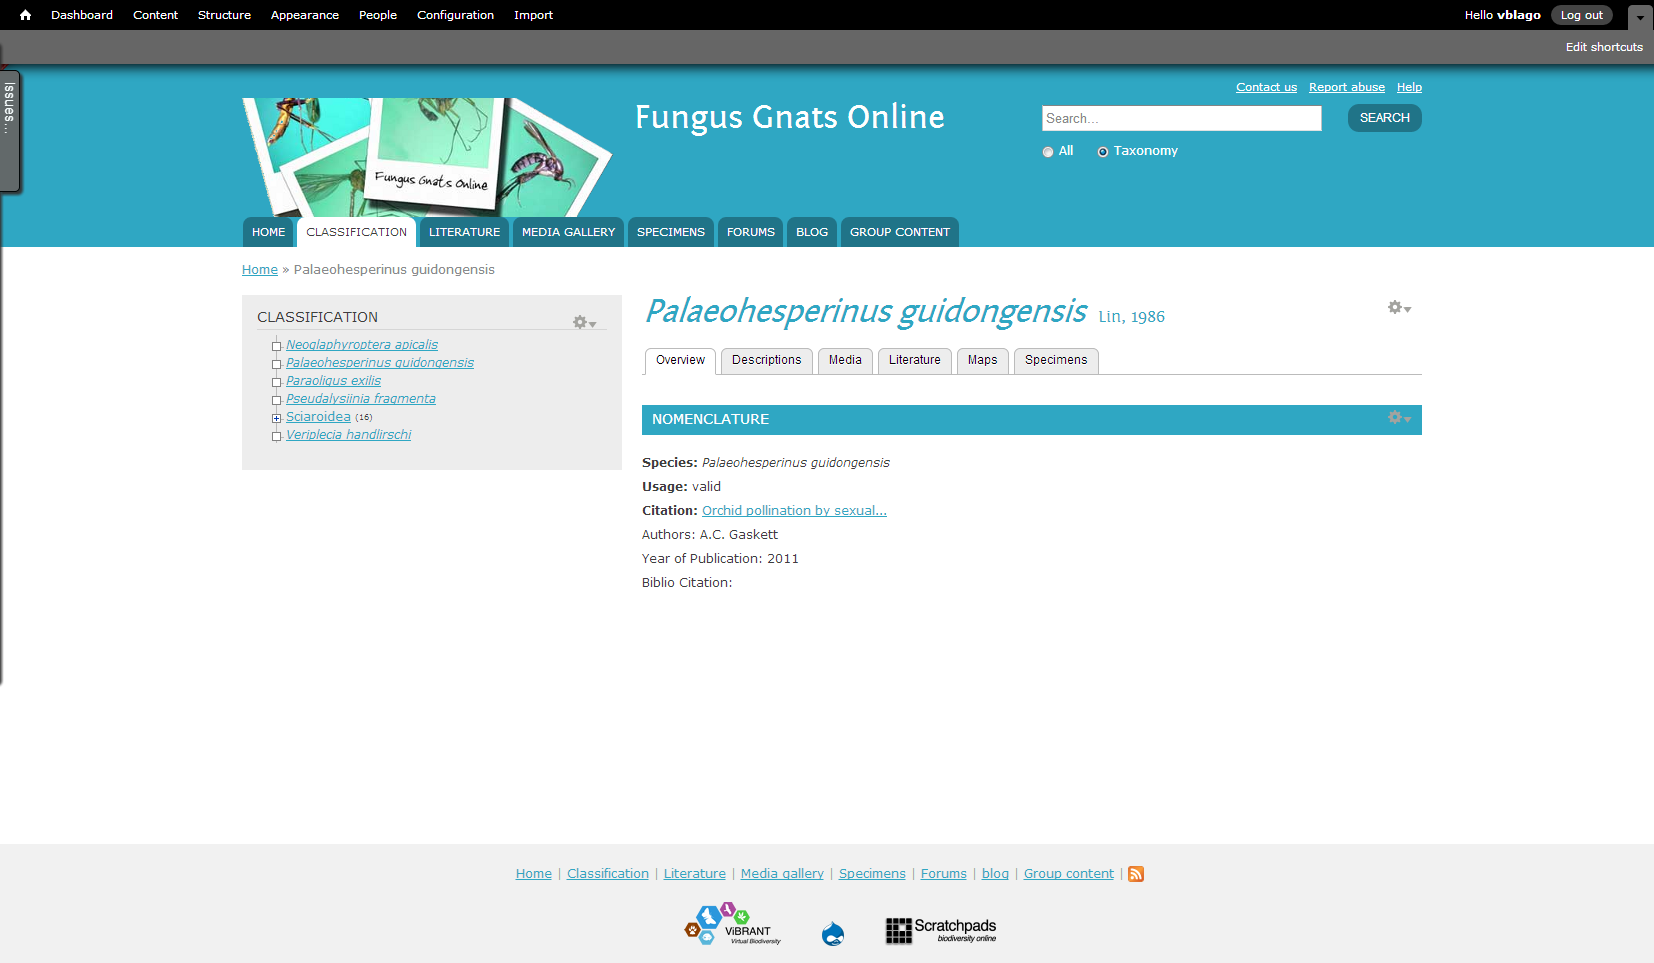 Dashboard Content Structure Appearance People Configuration Import Hello vblago Log out
Edit shortcuts
Issues...
Contact us Report abuse Help
Fungus Gnats Online
Search... SEARCH
All Taxonomy
Fungus Gnats Online
HOME CLASSIFICATION LITERATURE MEDIA GALLERY SPECIMENS FORUMS BLOG GROUP CONTENT
Home » Palaeohesperinus guidongensis
CLASSIFICATION
Neoglaphyroptera apicalis
Palaeohesperinus guidongensis
Paraoligus exilis
Pseudalysiinia fragmenta
Sciaroidea (16)
Veriplecia handlirschi
Palaeohesperinus guidongensis Lin, 1986
Overview Descriptions Media Literature Maps Specimens
NOMENCLATURE
Species: Palaeohesperinus guidongensis
Usage: valid
Citation: Orchid pollination by sexual...
Authors: A.C. Gaskett
Year of Publication: 2011
Biblio Citation:
Home | Classification | Literature | Media gallery | Specimens | Forums | blog | Group content |
ViBRANT
Virtual Biodiversity
Scratchpads
biodiversity online